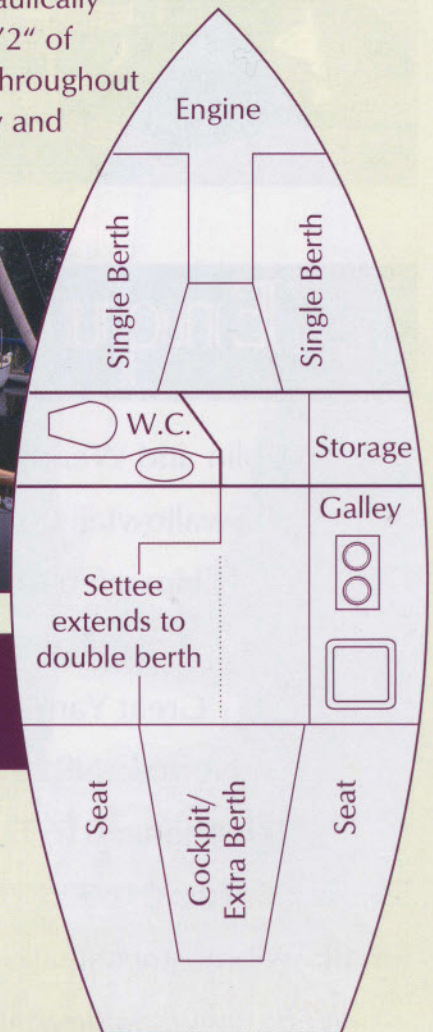 adically
/2“ of
throughout
y and
Engine
Single Berth
Single Berth
W.C.
Storage
Galley
Settee
extends to
double berth
Seat
Cockpit/
Extra Berth
Seat